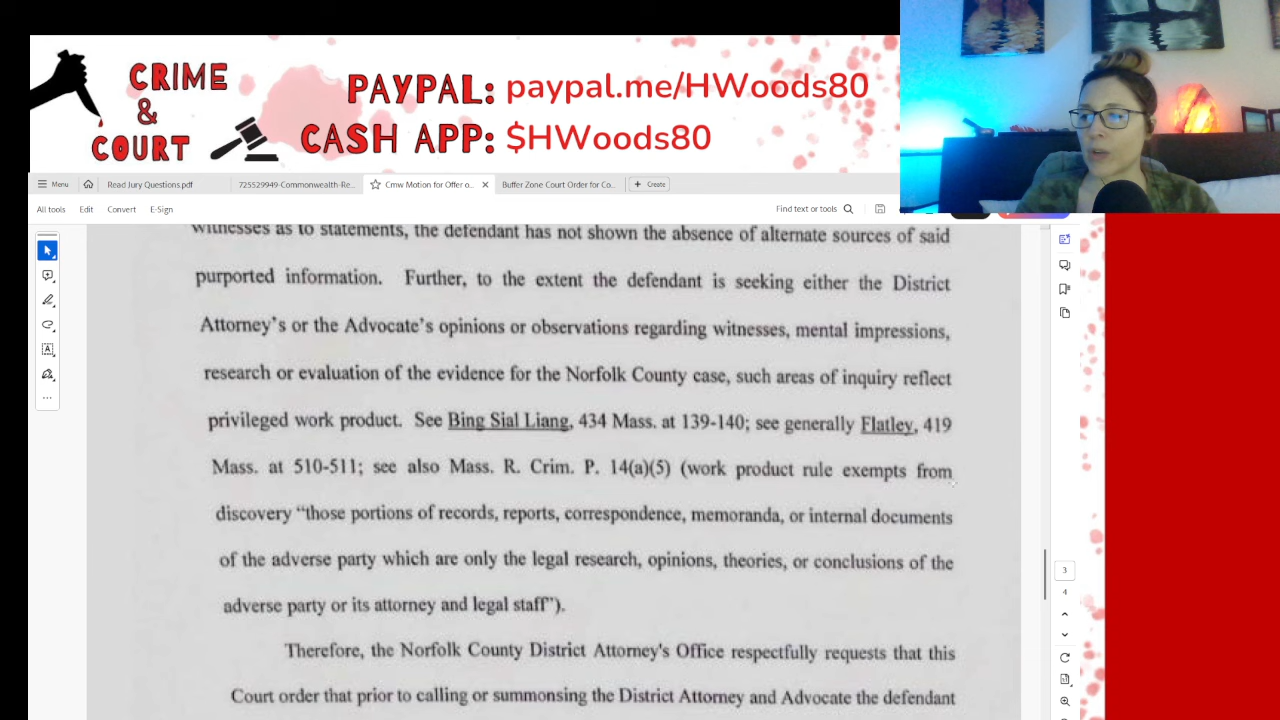 CRIME
&
COURT
PAYPAL: paypal.me/HWoods80
CASH APP: $HWoods80
Menu
Read Jury Questions.pdf
725529949-Commonwealth-Re...
Cmw Motion for Offer o...
Buffer Zone Court Order for Co...
Create
All tools Edit Convert E-Sign
Find text or tools
witnesses as to statements, the defendant has not shown the absence of alternate sources of said
purported information. Further, to the extent the defendant is seeking either the District
Attorney's or the Advocate's opinions or observations regarding witnesses, mental impressions,
research or evaluation of the evidence for the Norfolk County case, such areas of inquiry reflect
privileged work product. See Bing Sial Liang, 434 Mass. at 139-140; see generally Flatley, 419
Mass. at 510-511; see also Mass. R. Crim. P. 14(a)(5) (work product rule exempts from
discovery "those portions of records, reports, correspondence, memoranda, or internal documents
of the adverse party which are only the legal research, opinions, theories, or conclusions of the
adverse party or its attorney and legal staff").
Therefore, the Norfolk County District Attorney's Office respectfully requests that this
Court order that prior to calling or summonsing the District Attorney and Advocate the defendant
3
4